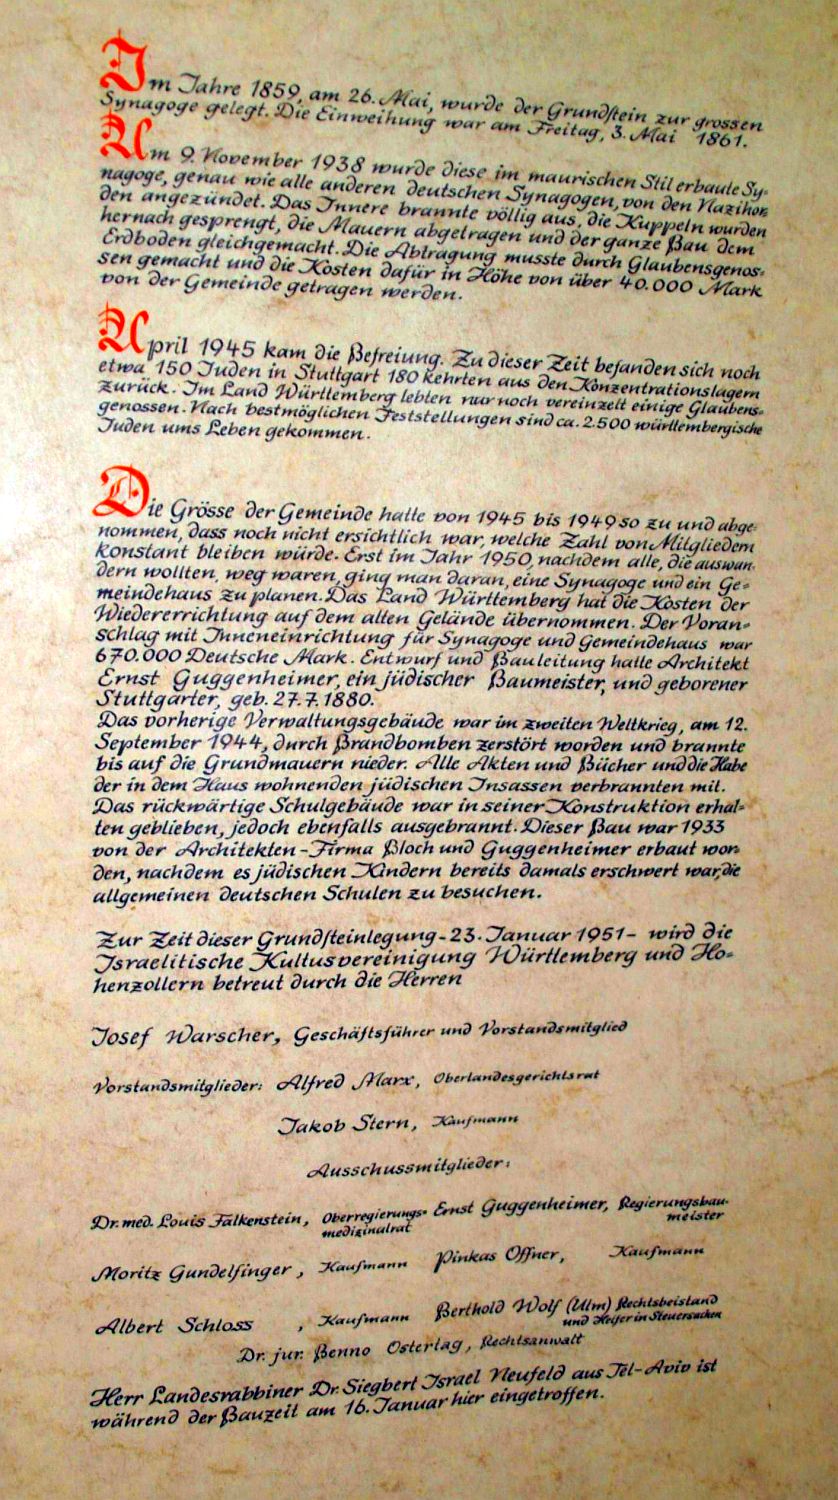 Im Jahre 1859, am 26. Mai, wurde der Grundstein zur grossen
Synagoge gelegt. Die Einweihung war am Freitag, 3. Mai 1861.
Am 9. November 1938 wurde diese im maurischen Stil erbaute Sy-
nagoge, genau wie alle anderen deutschen Synagogen, von den Nazihor-
den angezündet. Das Innere brannte völlig aus, die Kuppeln wurden
hernach gesprengt, die Mauern abgetragen und der ganze Bau dem
Erdboden gleichgemacht. Die Abtragung musste durch Glaubensgenos-
sen gemacht und die Kosten dafür in Höhe von über 40.000 Mark
von der Gemeinde getragen werden.
April 1945 kam die Befreiung. Zu dieser Zeit befanden sich noch
etwa 150 Juden in Stuttgart 180 kehrten aus den Konzentrationslagern
zurück. Im Land Württemberg lebten nur noch vereinzelt einige Glaubens-
genossen. Nach bestmöglichen Feststellungen sind ca. 2.500 württembergische
Juden ums Leben gekommen.
Die Grösse der Gemeinde hatte von 1945 bis 1949 so zu und abge-
nommen, dass noch nicht ersichtlich war, welche Zahl von Mitgliedern
konstant bleiben würde. Erst im Jahr 1950, nachdem alle, die auswan-
dern wollten, weg waren, ging man daran, eine Synagoge und ein Ge-
meindehaus zu planen. Das Land Württemberg hat die Kosten der
Wiedererrichtung auf dem alten Gelände übernommen. Der Voran-
schlag mit Inneneinrichtung für Synagoge und Gemeindehaus war
670.000 Deutsche Mark. Entwurf und Bauleitung hatte Architekt
Ernst Guggenheimer, ein jüdischer Baumeister, und geborener
Stuttgarter, geb. 27.7.1880.
Das vorherige Verwaltungsgebäude war im zweiten Weltkrieg, am 12.
September 1944, durch Brandbomben zerstört worden und brannte
bis auf die Grundmauern nieder. Alle Akten und Bücher und die Habe
der in dem Haus wohnenden jüdischen Insassen verbrannten mit.
Das rückwärtige Schulgebäude war in seiner Konstruktion erhal-
ten geblieben, jedoch ebenfalls ausgebrannt. Dieser Bau war 1933
von der Architekten-Firma Bloch und Guggenheimer erbaut wor-
den, nachdem es jüdischen Kindern bereits damals erschwert war, die
allgemeinen deutschen Schulen zu besuchen.
Zur Zeit dieser Grundsteinlegung - 23. Januar 1951 - wird die
Israelitische Kultusvereinigung Württemberg und Ho-
henzollern betreut durch die Herren
Josef Warscher, Geschäftsführer und Vorstandsmitglied
Vorstandsmitglieder: Alfred Marx, Oberlandesgerichtsrat
Jakob Stern, Kaufmann
Ausschussmitglieder:
Dr. med. Louis Falkenstein, Oberregierungs- Ernst Guggenheimer, Regierungsbau-
medizinalrat meister
Moritz Gundelfinger, Kaufmann Pinkas Offner, Kaufmann
Albert Schloss, Kaufmann Berthold Wolf (Ulm) Rechtsbeistand
und Helfer in Steuersachen
Dr. jur. Benno Ostertag, Rechtsanwalt
Herr Landesrabbiner Dr. Siegbert Israel Neufeld aus Tel-Aviv ist
während der Bauzeit am 16. Januar hier eingetroffen.